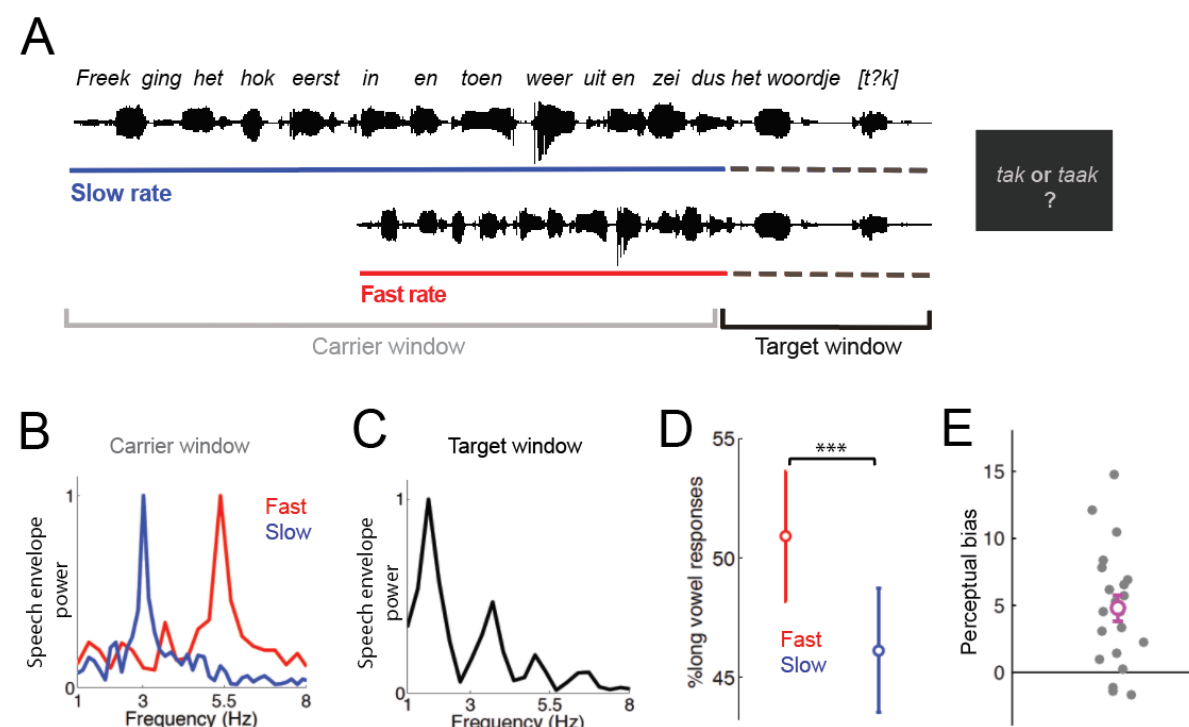 A
Freek ging het hok eerst in en toen weer uit en zei dus het woordje [t?k]
Slow rate
tak or taak
?
Fast rate
Carrier window
Target window
B
Carrier window
Speech envelope
power
1
0
Fast
Slow
1 3 5.5 8
Frequency (Hz)
C
Target window
Speech envelope
power
1
0
1 3 5.5 8
Frequency (Hz)
D
%long vowel responses
55
50
45
***
Fast
Slow
E
Perceptual bias
15
10
5
0